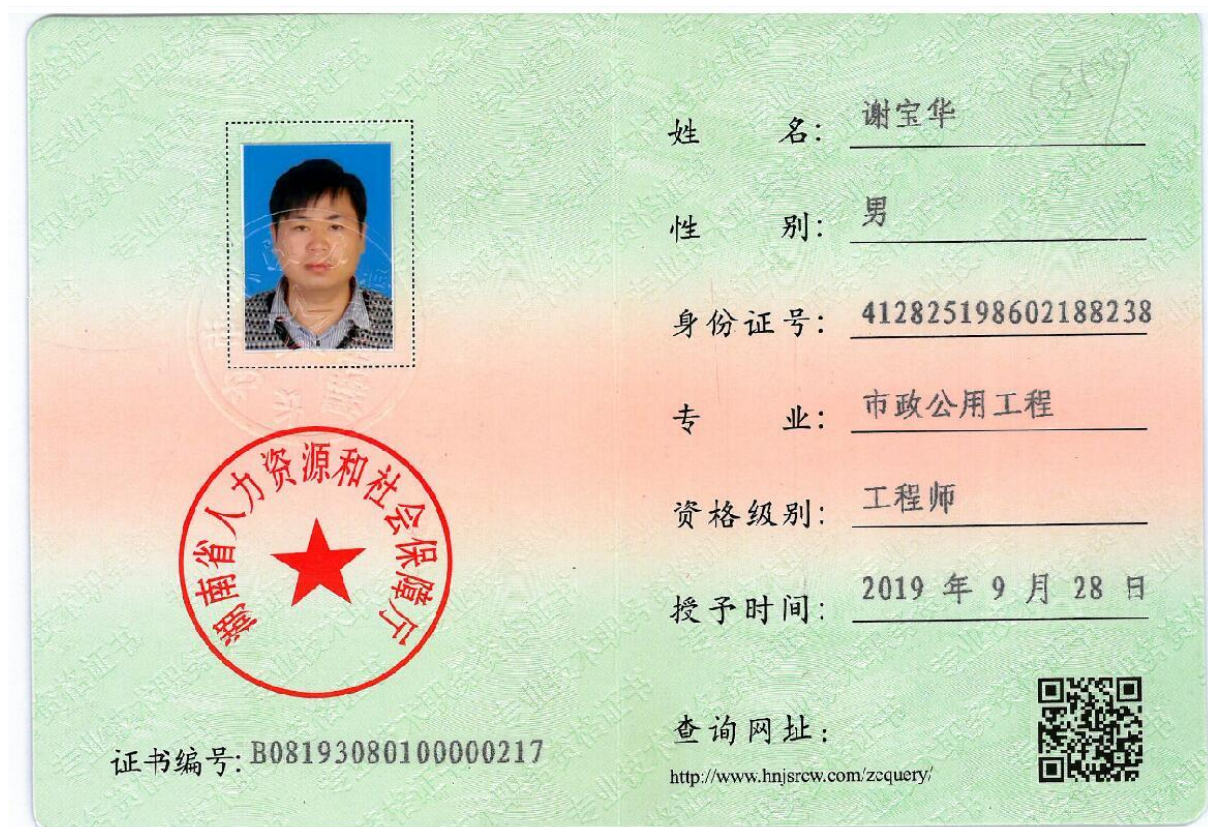 姓 名: 谢宝华
性 别: 男
身份证号: 412825198602188238
专 业: 市政公用工程
资格级别: 工程师
授予时间: 2019 年 9 月 28 日
查询网址:
http://www.hnjsrcw.com/zcquery/
湖南省人力资源和社会保障厅
证书编号: B08193080100000217